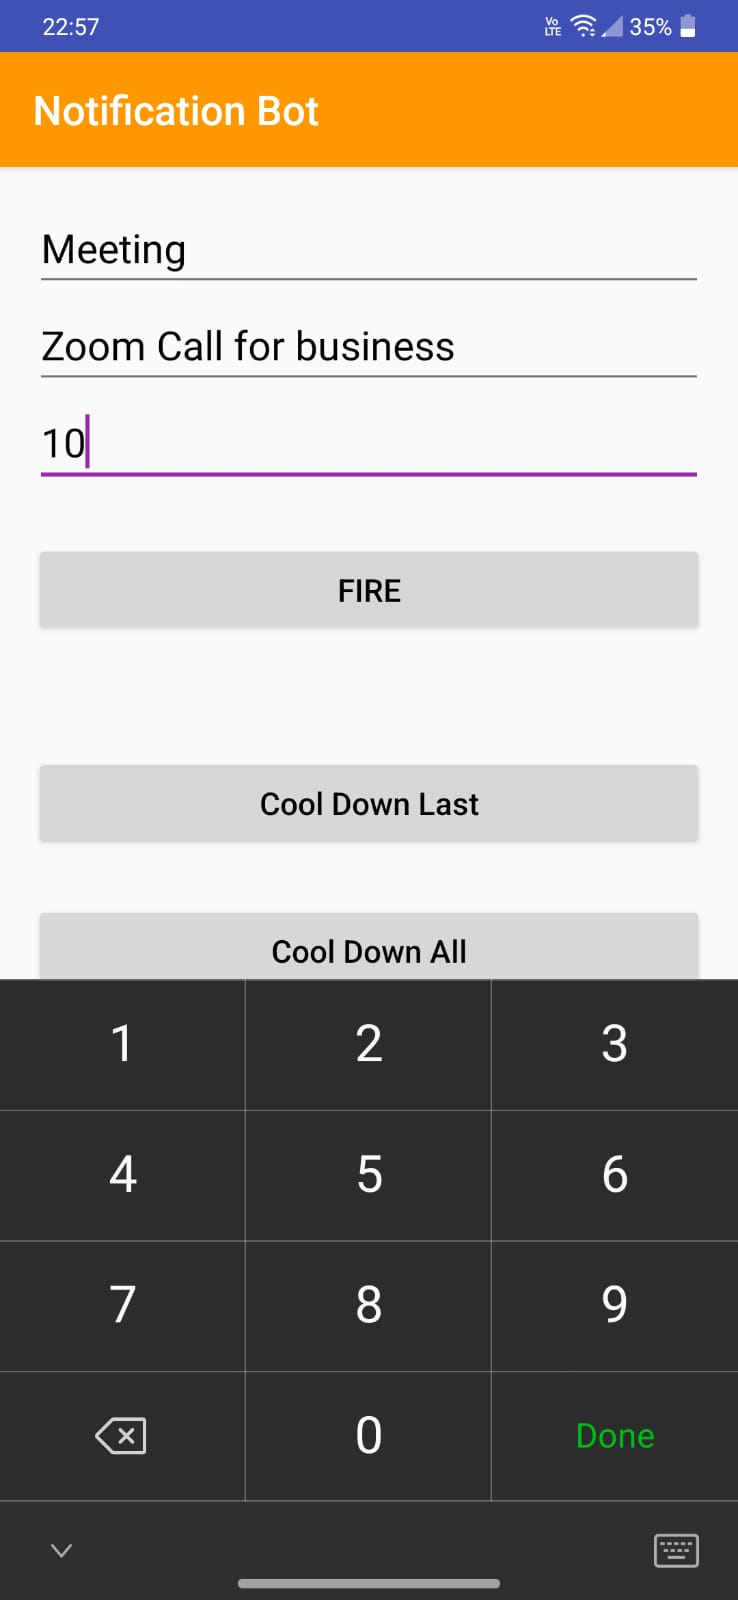 22:57 Vo LTE 35%
Notification Bot
Meeting
Zoom Call for business
10
FIRE
Cool Down Last
Cool Down All
1 2 3
4 5 6
7 8 9
0 Done